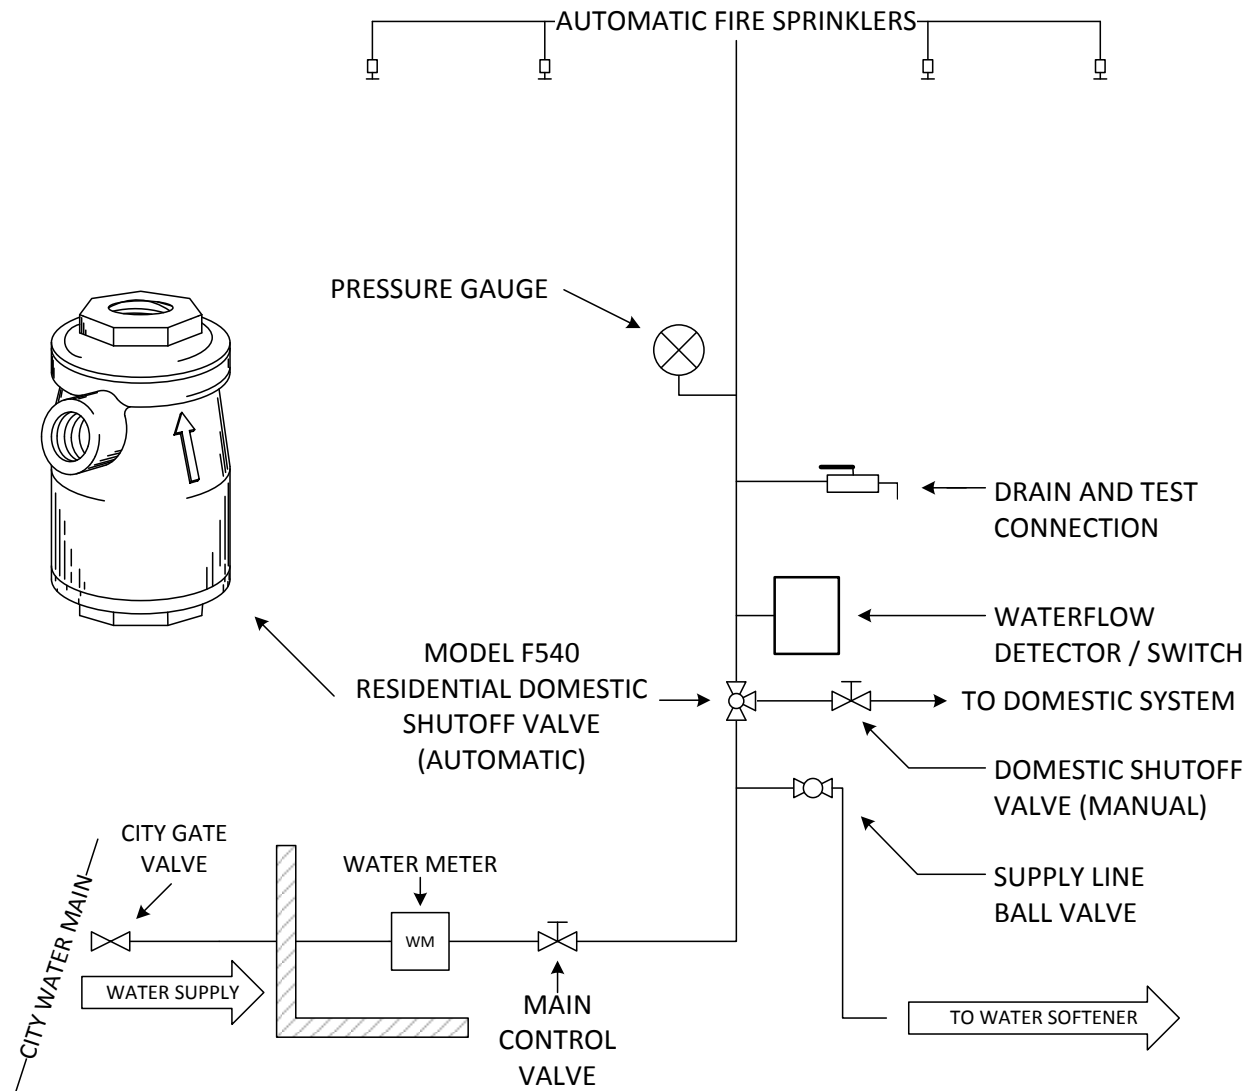 AUTOMATIC FIRE SPRINKLERS
PRESSURE GAUGE
DRAIN AND TEST
CONNECTION
WATERFLOW
DETECTOR / SWITCH
MODEL F540
RESIDENTIAL DOMESTIC
SHUTOFF VALVE
(AUTOMATIC)
TO DOMESTIC SYSTEM
DOMESTIC SHUTOFF
VALVE (MANUAL)
CITY GATE
VALVE
WATER METER
SUPPLY LINE
BALL VALVE
CITY WATER MAIN
WM
WATER SUPPLY
MAIN
CONTROL
VALVE
TO WATER SOFTENER